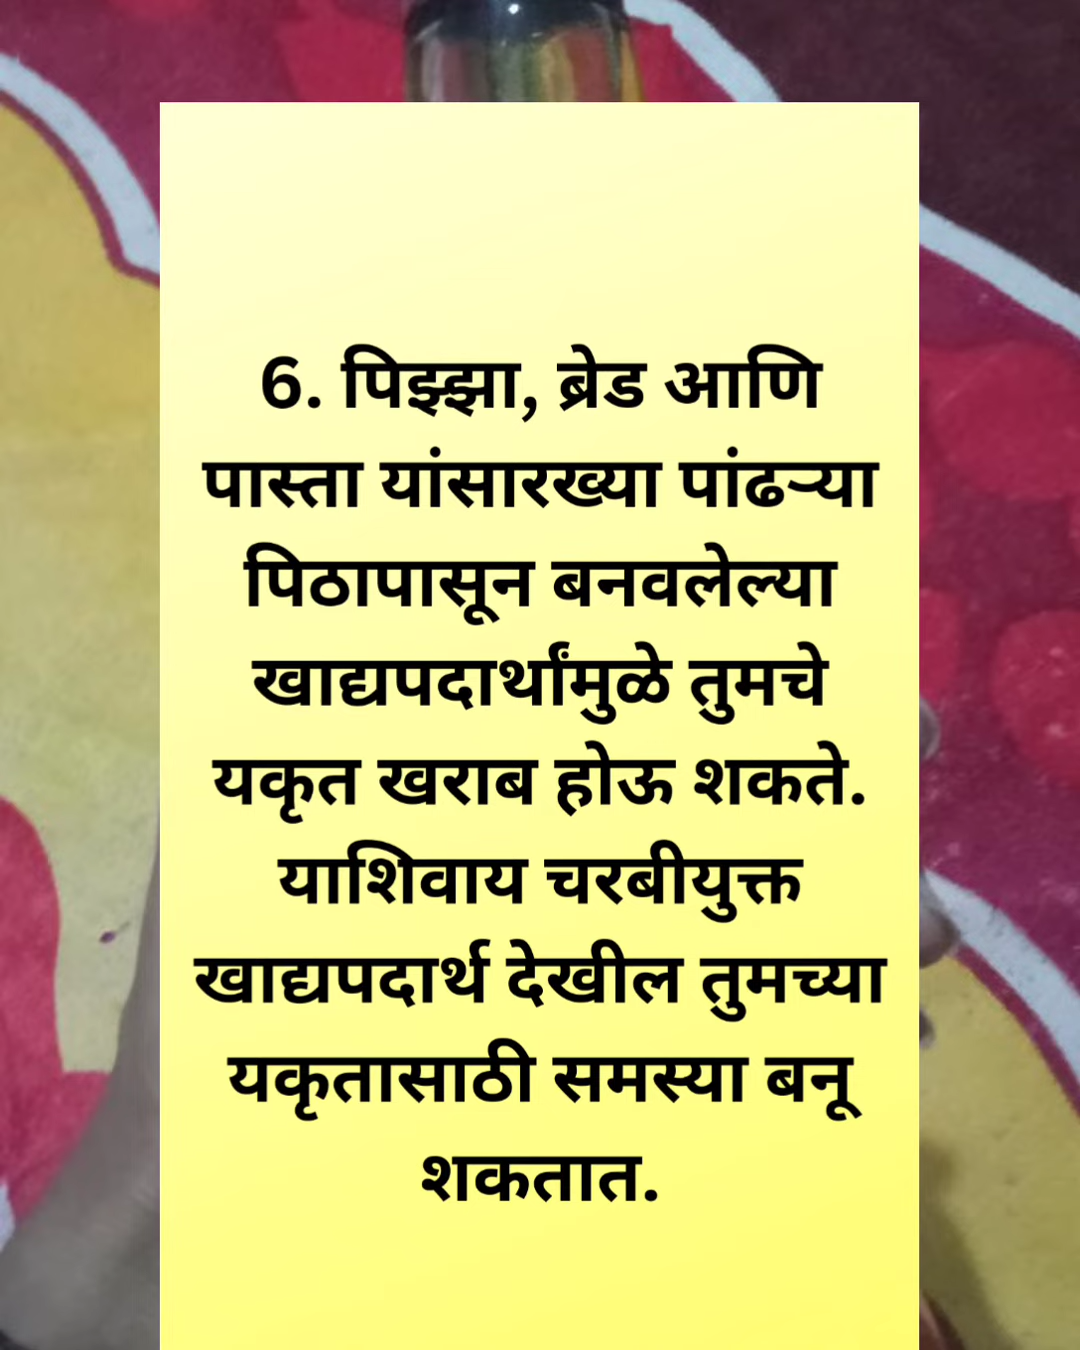 6. पिझ्झा, ब्रेड आणि
पास्ता यांसारख्या पांढऱ्या
पिठापासून बनवलेल्या
खाद्यपदार्थांमुळे तुमचे
यकृत खराब होऊ शकते.
याशिवाय चरबीयुक्त
खाद्यपदार्थ देखील तुमच्या
यकृतासाठी समस्या बनू
शकतात.